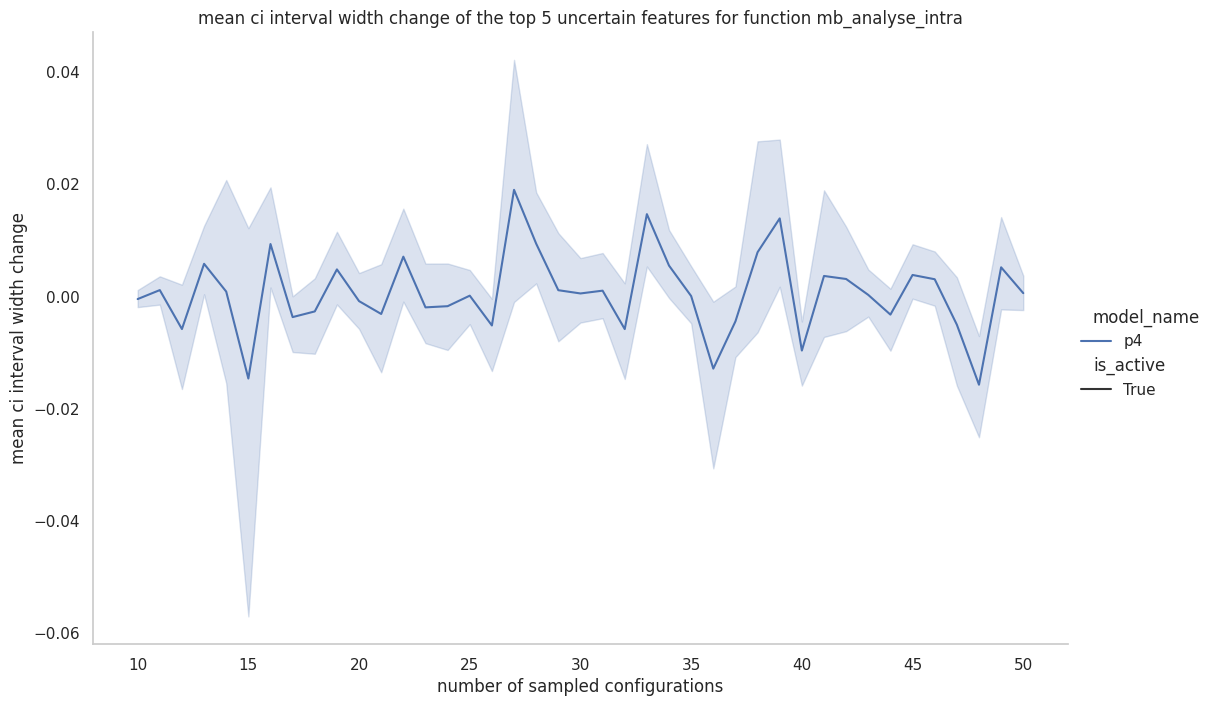 mean ci interval width change of the top 5 uncertain features for function mb_analyse_intra
mean ci interval width change
0.04
0.02
0.00
−0.02
−0.04
−0.06
10 15 20 25 30 35 40 45 50
number of sampled configurations
model_name
p4
is_active
True